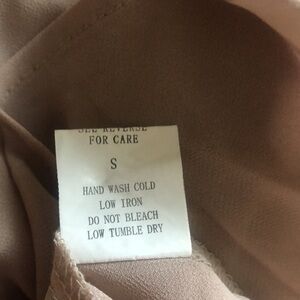 SEE REVERSE
FOR CARE
S
HAND WASH COLD
LOW IRON
DO NOT BLEACH
LOW TUMBLE DRY